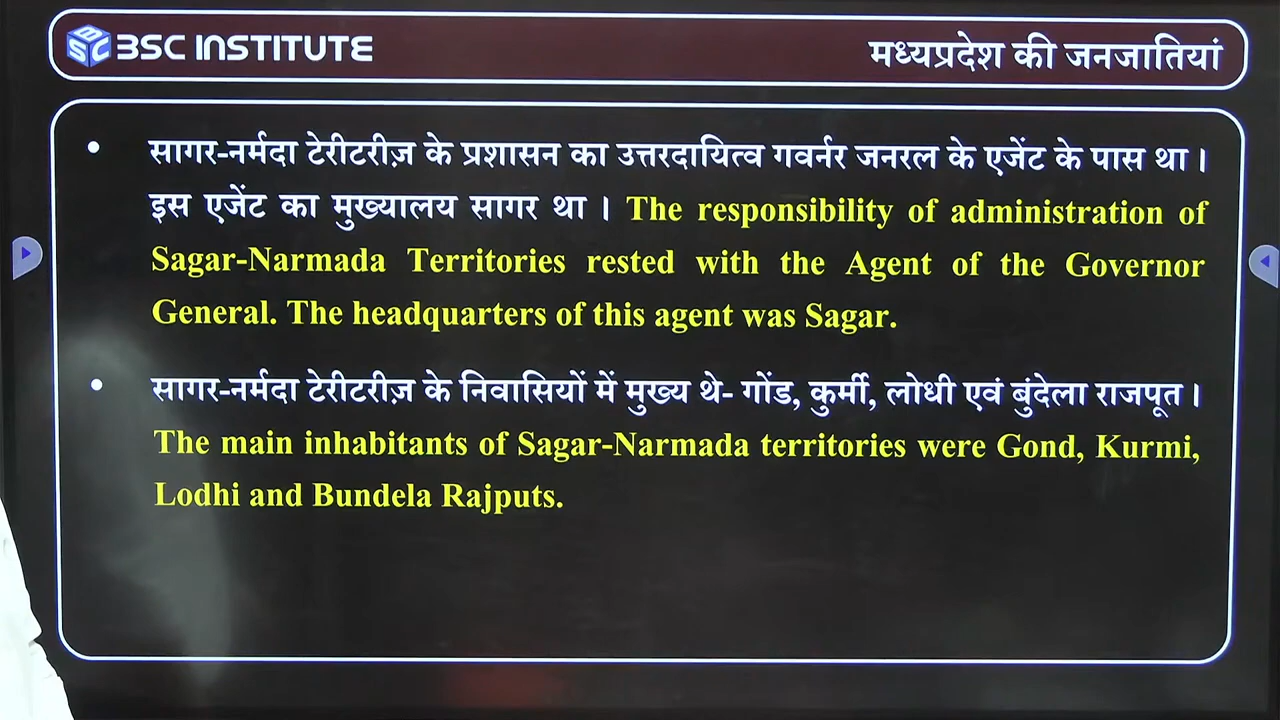 BSC
BSC INSTITUTE
मध्यप्रदेश की जनजातियां
• सागर-नर्मदा टेरीटरीज़ के प्रशासन का उत्तरदायित्व गवर्नर जनरल के एजेंट के पास था।
इस एजेंट का मुख्यालय सागर था। The responsibility of administration of
Sagar-Narmada Territories rested with the Agent of the Governor
General. The headquarters of this agent was Sagar.
• सागर-नर्मदा टेरीटरीज़ के निवासियों में मुख्य थे- गोंड, कुर्मी, लोधी एवं बुंदेला राजपूत।
The main inhabitants of Sagar-Narmada territories were Gond, Kurmi,
Lodhi and Bundela Rajputs.